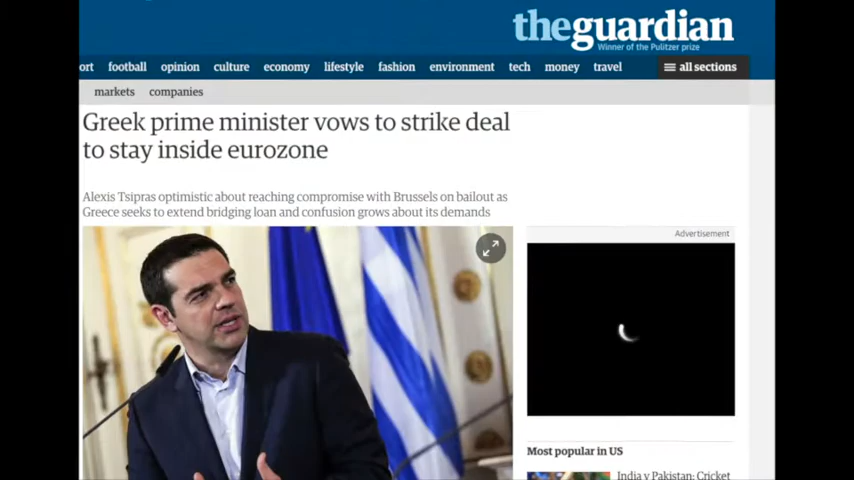 theguardian
Winner of the Pulitzer prize
ort football opinion culture economy lifestyle fashion environment tech money travel all sections
markets companies
Greek prime minister vows to strike deal
to stay inside eurozone
Alexis Tsipras optimistic about reaching compromise with Brussels on bailout as
Greece seeks to extend bridging loan and confusion grows about its demands
Advertisement
Most popular in US
India v Pakistan: Cricket